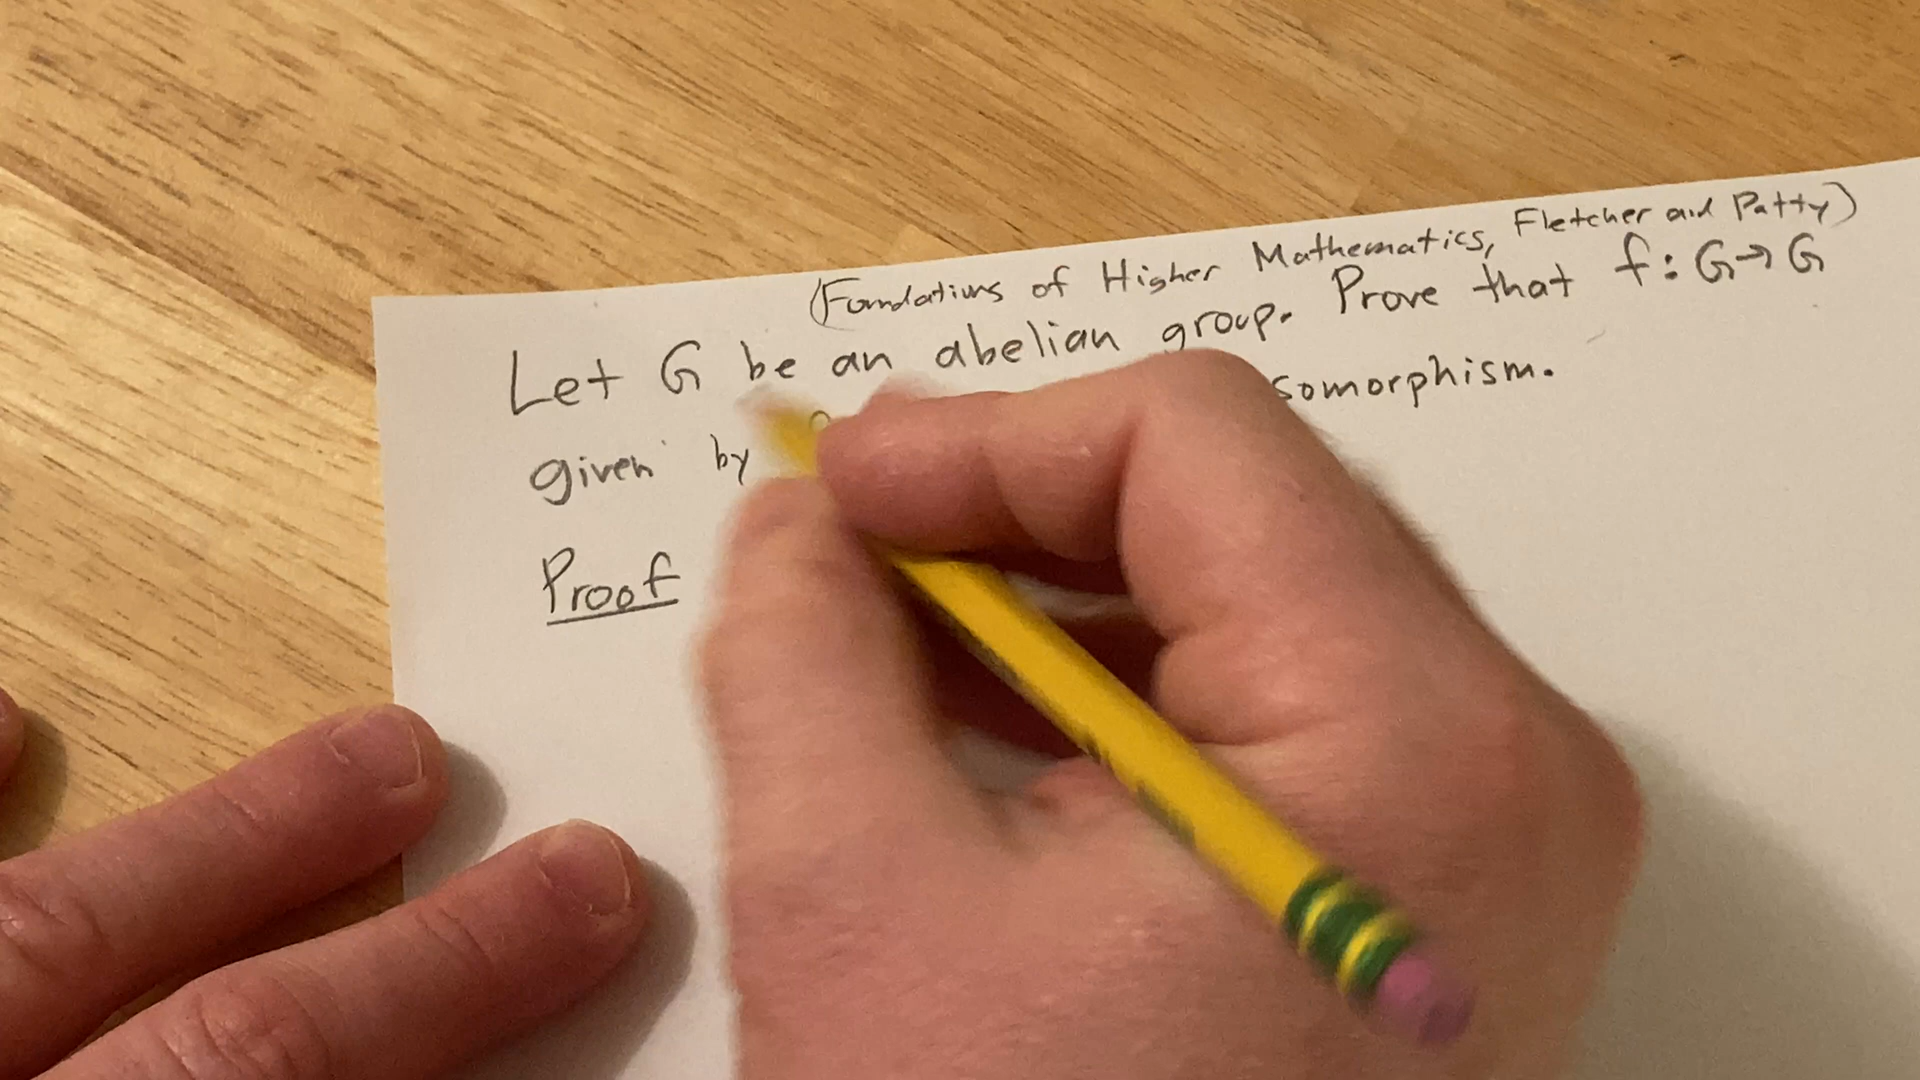 (Foundations of Higher Mathematics, Fletcher and Patty)
Let G be an abelian group. Prove that f: G→G
given by somorphism.
Proof